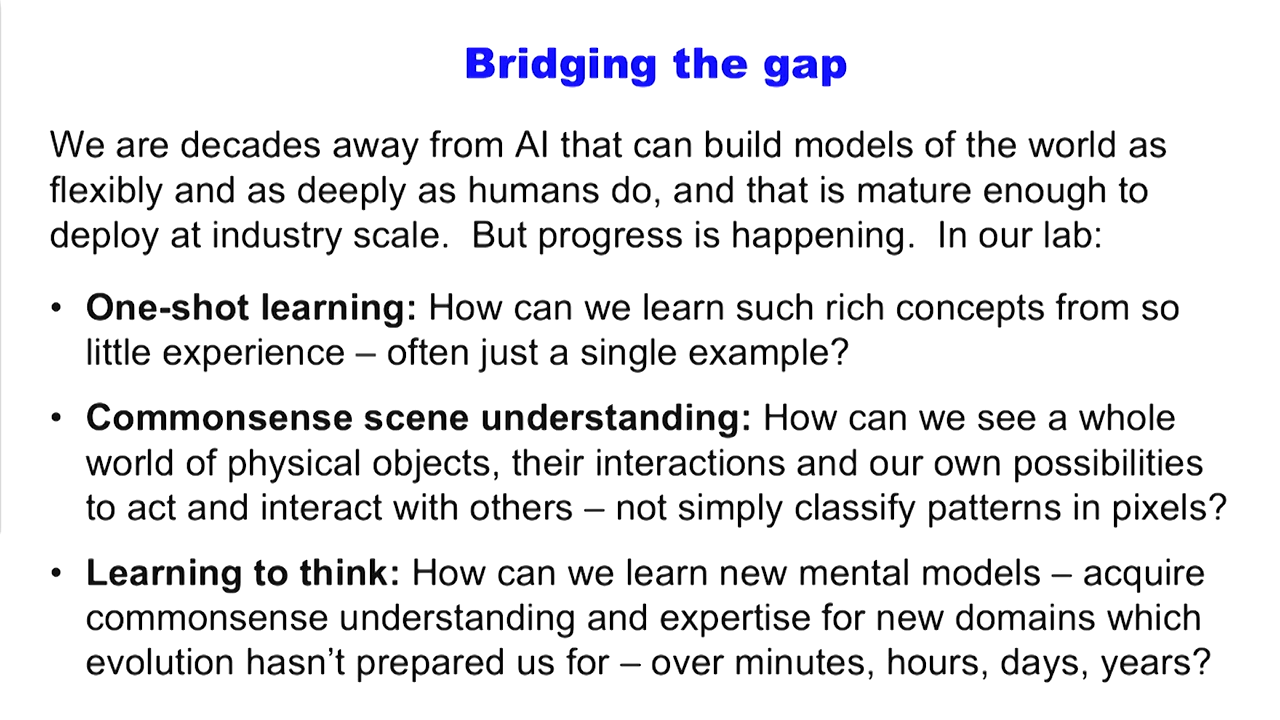 Bridging the gap
We are decades away from AI that can build models of the world as
flexibly and as deeply as humans do, and that is mature enough to
deploy at industry scale.  But progress is happening.  In our lab:
• One-shot learning: How can we learn such rich concepts from so
little experience – often just a single example?
• Commonsense scene understanding: How can we see a whole
world of physical objects, their interactions and our own possibilities
to act and interact with others – not simply classify patterns in pixels?
• Learning to think: How can we learn new mental models – acquire
commonsense understanding and expertise for new domains which
evolution hasn’t prepared us for – over minutes, hours, days, years?